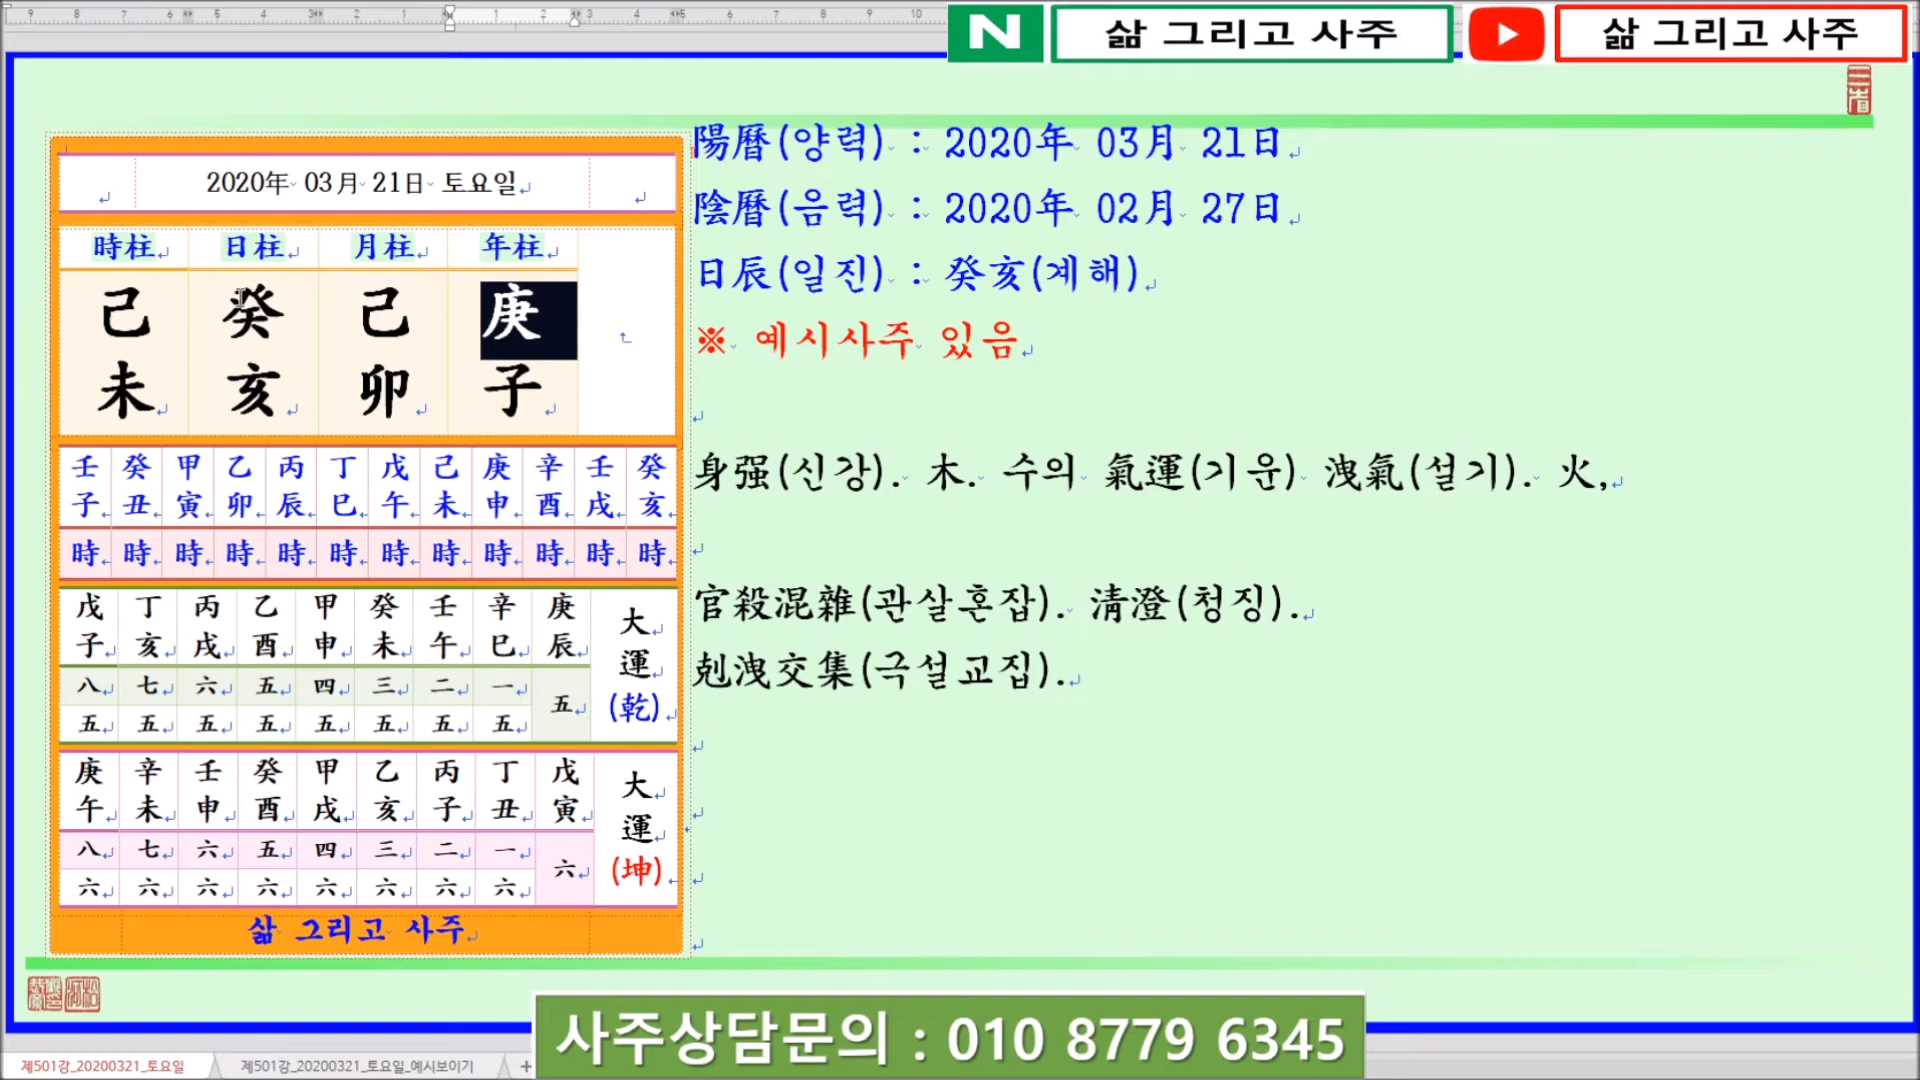 삶 그리고 사주
삶 그리고 사주
2020年 03月 21日 토요일
時柱 日柱 月柱 年柱
己 癸 己 庚
未 亥 卯 子
壬 癸 甲 乙 丙 丁 戊 己 庚 辛 壬 癸
子 丑 寅 卯 辰 巳 午 未 申 酉 戌 亥
時 時 時 時 時 時 時 時 時 時 時 時
戊 丁 丙 乙 甲 癸 壬 辛 庚 大
子 亥 戌 酉 申 未 午 巳 辰 運
八 七 六 五 四 三 二 一 五 (乾)
五 五 五 五 五 五 五 五
庚 辛 壬 癸 甲 乙 丙 丁 戊 大
午 未 申 酉 戌 亥 子 丑 寅 運
八 七 六 五 四 三 二 一 六 (坤)
六 六 六 六 六 六 六 六
삶 그리고 사주
陽曆(양력) : 2020年 03月 21日
陰曆(음력) : 2020年 02月 27日
日辰(일진) : 癸亥(계해)
※ 예시사주 있음
身强(신강). 木. 수의 氣運(기운) 洩氣(설기). 火,
官殺混雜(관살혼잡). 清澄(청징).
剋洩交集(극설교집).
사주상담문의 : 010 8779 6345
제501강_20200321_토요일
제501강_20200321_토요일_예시보이기